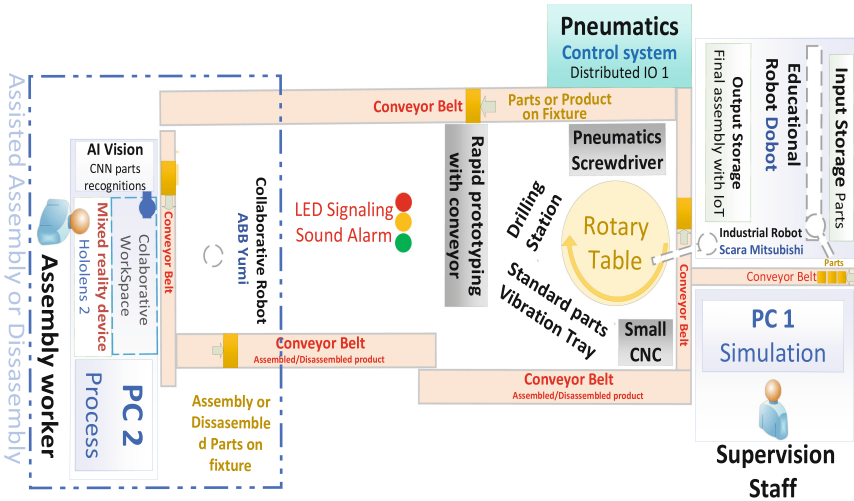 Pneumatics
Control system
Distributed IO 1
Input Storage Parts
Educational
Robot Dobot
Output Storage
Final assembly with IoT
Industrial Robot
Scara Mitsubishi
Parts
Conveyor Belt
PC 1
Simulation
Supervision
Staff
Conveyor Belt
Parts or Product
on Fixture
Pneumatics
Screwdriver
Rapid prototyping
with conveyor
Drilling
Station
Rotary
Table
Standard parts
Vibration Tray
Small
CNC
Conveyor Belt
LED Signaling
Sound Alarm
Collaborative Robot
ABB Yumi
Conveyor Belt
Assembled/Disassembled product
Conveyor Belt
Assembled/Disassembled product
Assembly or
Dissasemble
d Parts on
fixture
AI Vision
CNN parts
recognitions
Conveyor Belt
Colaborative
WorkSpace
Mixed reality device
Hololens 2
PC 2
Process
Assembly worker
Assisted Assembly or Dissasembly